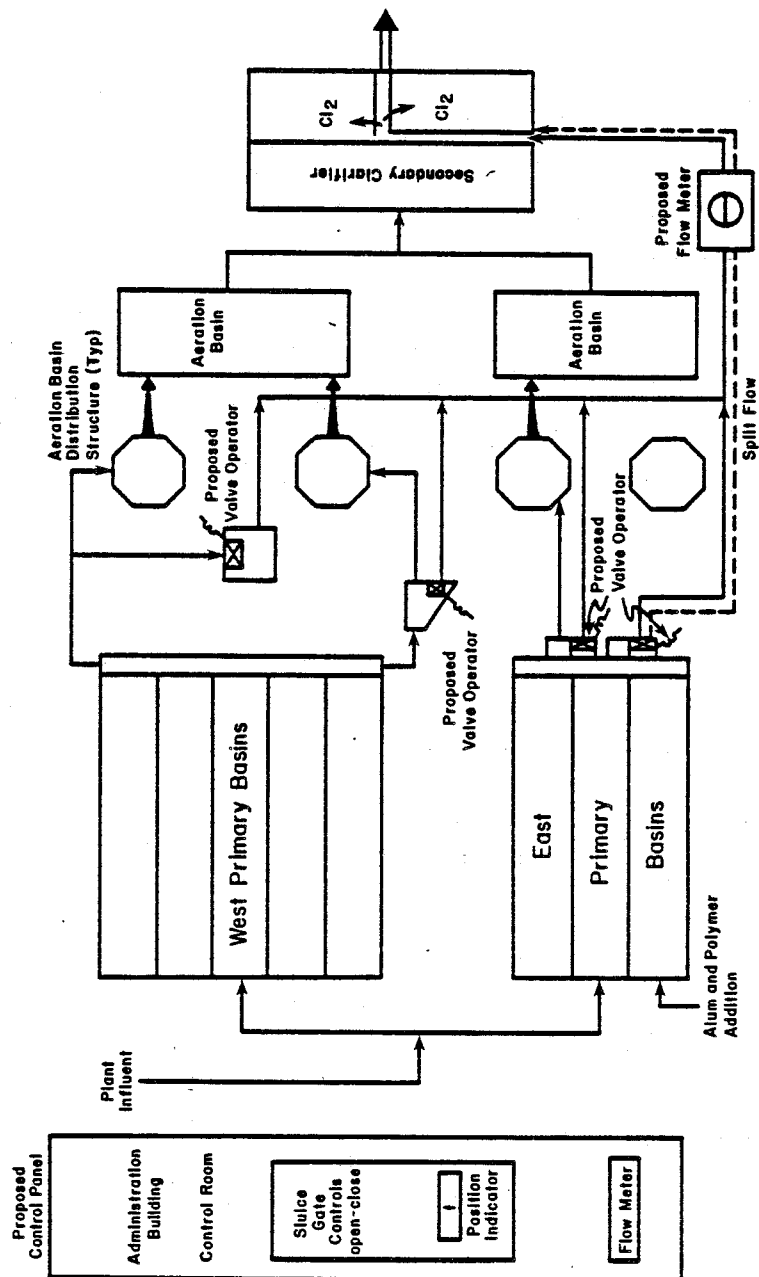 Proposed
Control Panel
Administration
Building
Control Room
Sluice
Gate
Controls
open-close
Position
Indicator
Flow Meter
Plant
Influent
West Primary Basins
East
Primary
Basins
Alum and Polymer
Addition
Aeration Basin
Distribution
Structure (Typ)
Proposed
Valve Operator
Proposed
Valve Operator
Proposed
Valve Operator
Aeration
Basin
Aeration
Basin
Split Flow
Proposed
Flow Meter
Secondary Clarifier
Cl2
Cl2